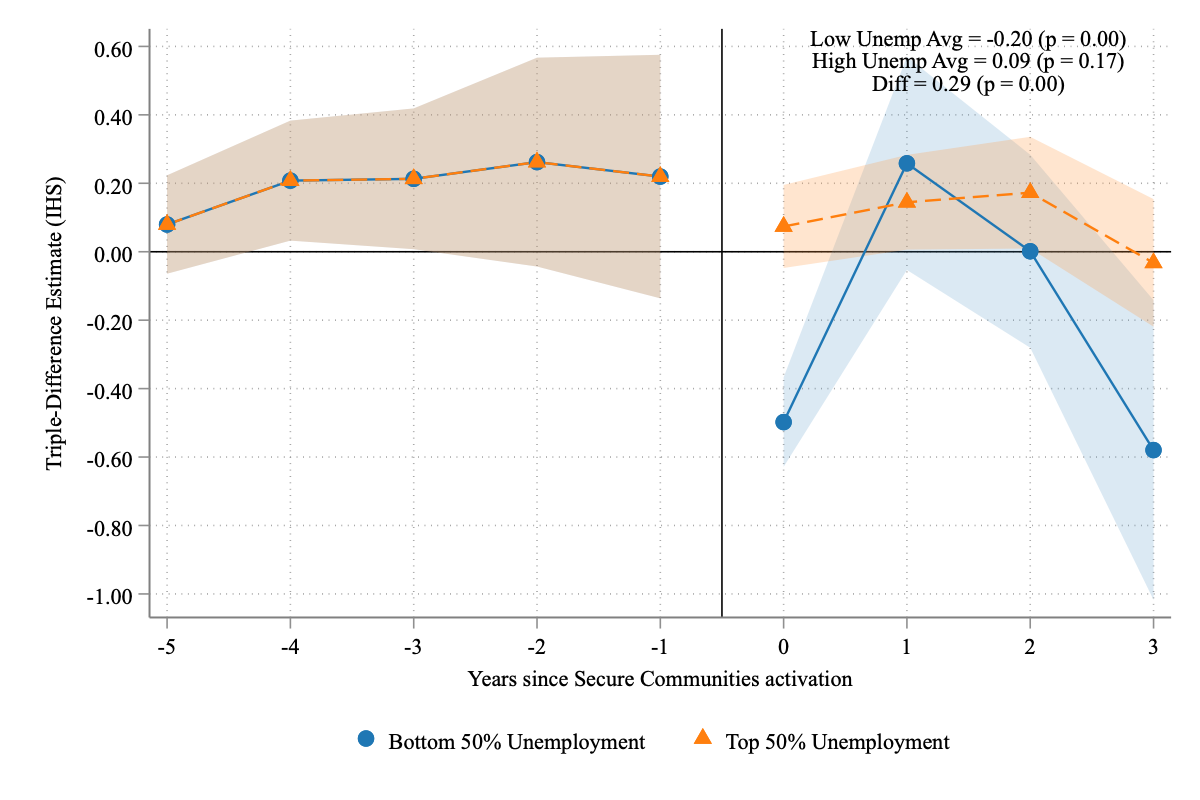 Low Unemp Avg = -0.20 (p = 0.00)
High Unemp Avg = 0.09 (p = 0.17)
Diff = 0.29 (p = 0.00)
Triple-Difference Estimate (IHS)
0.60
0.40
0.20
0.00
-0.20
-0.40
-0.60
-0.80
-1.00
-5 -4 -3 -2 -1 0 1 2 3
Years since Secure Communities activation
Bottom 50% Unemployment Top 50% Unemployment